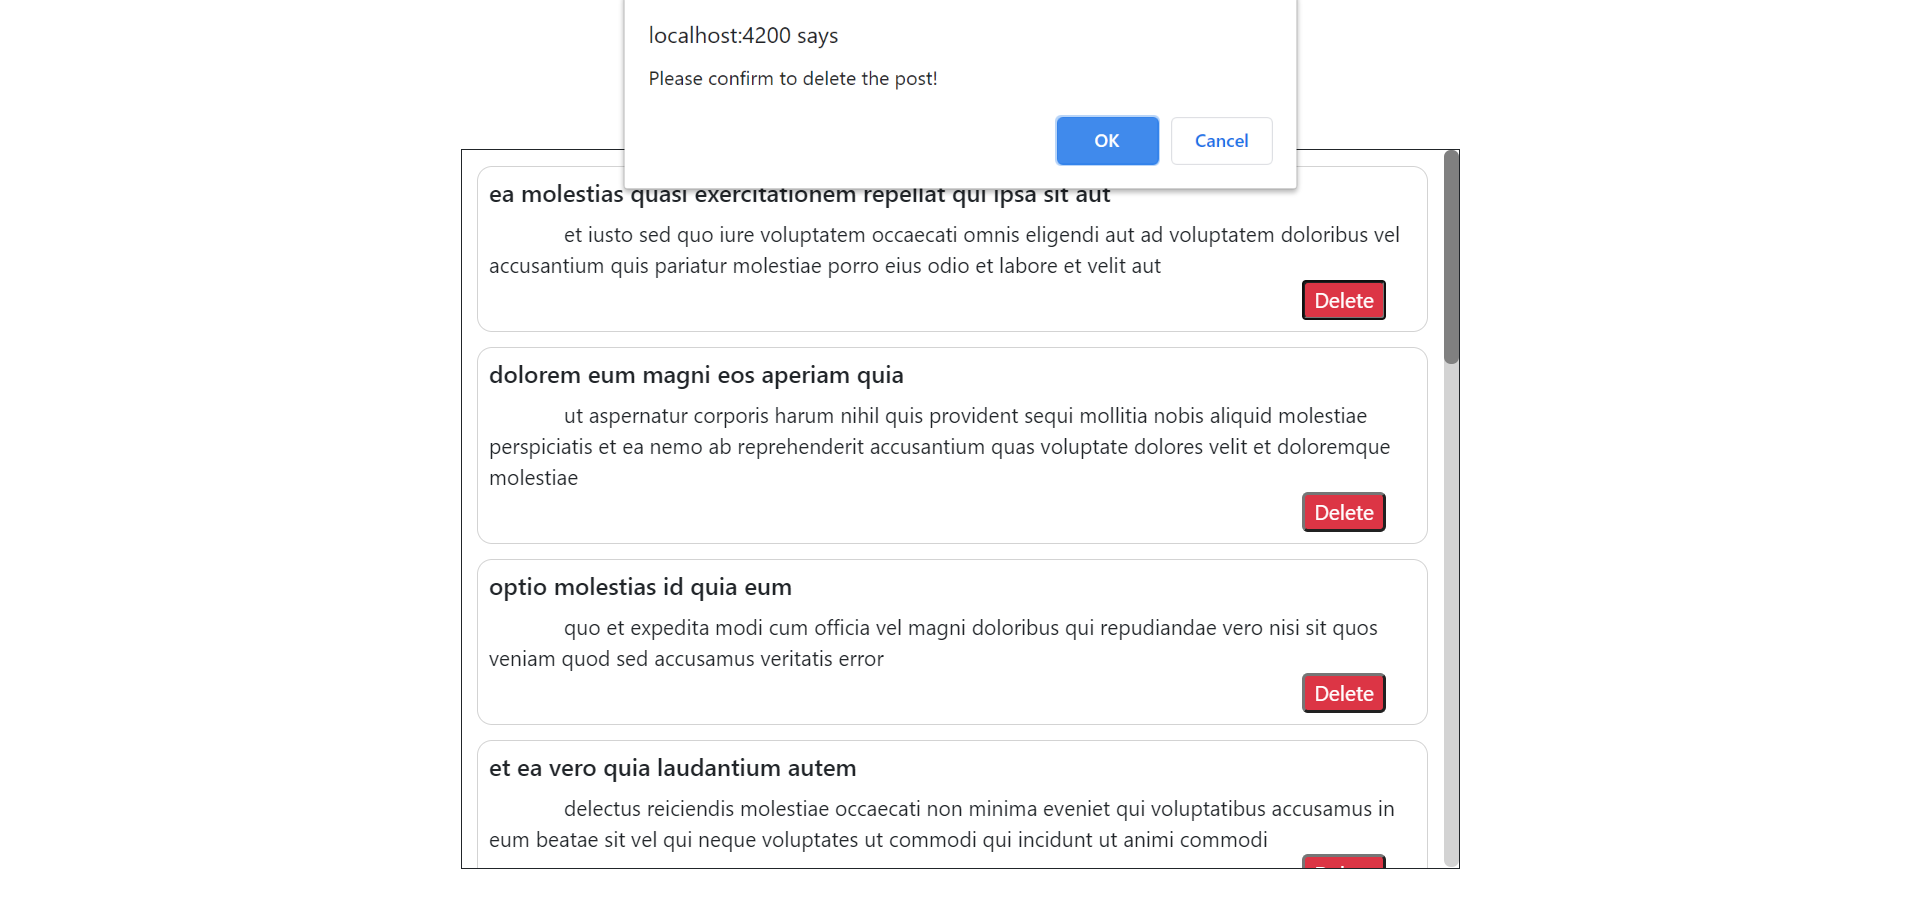 localhost:4200 says
Please confirm to delete the post!
OK Cancel
ea molestias quasi exercitationem repellat qui ipsa sit aut
et iusto sed quo iure voluptatem occaecati omnis eligendi aut ad voluptatem doloribus vel
accusantium quis pariatur molestiae porro eius odio et labore et velit aut
Delete
dolorem eum magni eos aperiam quia
ut aspernatur corporis harum nihil quis provident sequi mollitia nobis aliquid molestiae
perspiciatis et ea nemo ab reprehenderit accusantium quas voluptate dolores velit et doloremque
molestiae
Delete
optio molestias id quia eum
quo et expedita modi cum officia vel magni doloribus qui repudiandae vero nisi sit quos
veniam quod sed accusamus veritatis error
Delete
et ea vero quia laudantium autem
delectus reiciendis molestiae occaecati non minima eveniet qui voluptatibus accusamus in
eum beatae sit vel qui neque voluptates ut commodi qui incidunt ut animi commodi